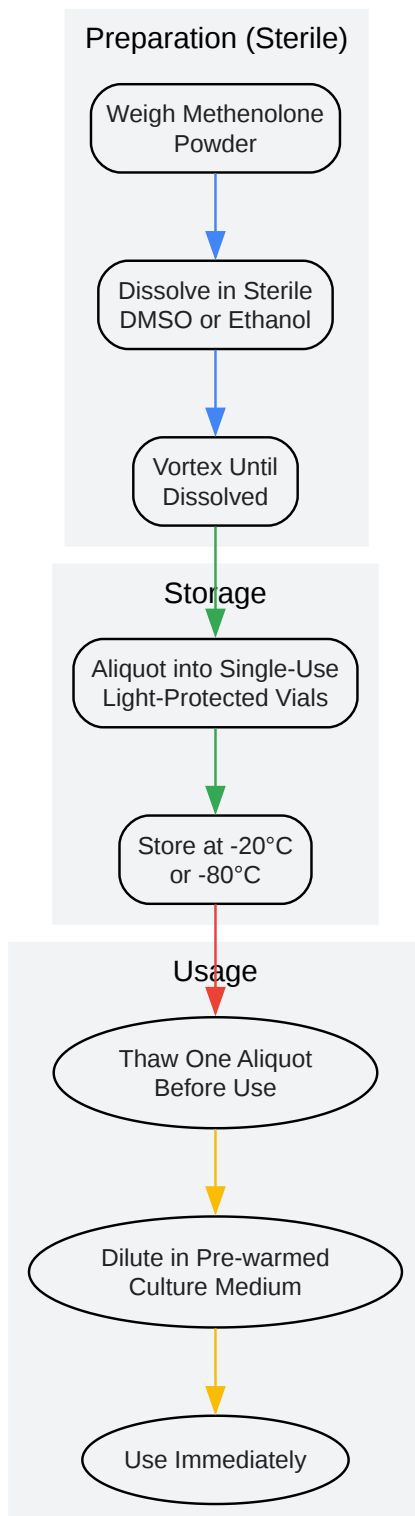 Preparation (Sterile)
Weigh Methenolone
Powder
Dissolve in Sterile
DMSO or Ethanol
Vortex Until
Dissolved
Storage
Aliquot into Single-Use
Light-Protected Vials
Store at -20°C
or -80°C
Usage
Thaw One Aliquot
Before Use
Dilute in Pre-warmed
Culture Medium
Use Immediately